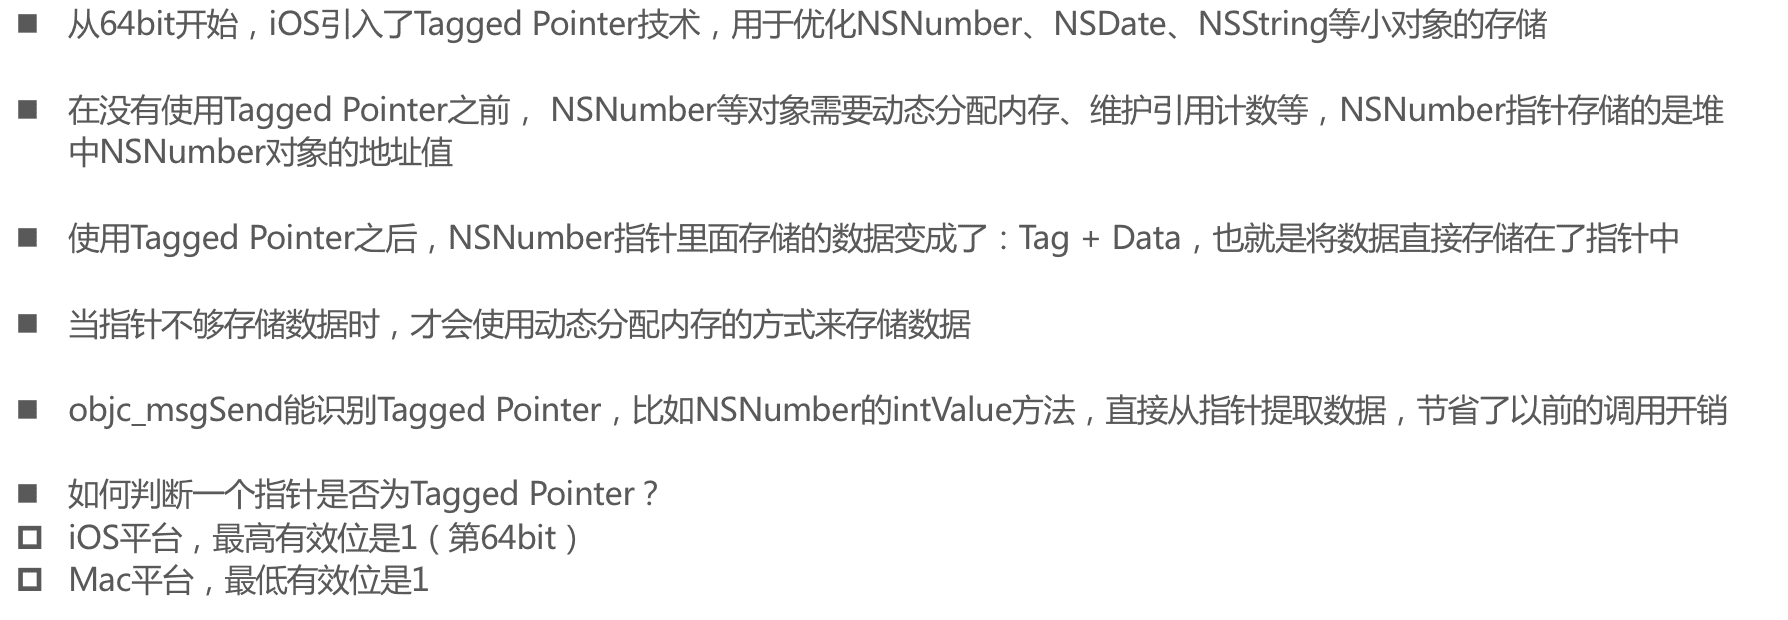 ■ 从64bit开始，iOS引入了Tagged Pointer技术，用于优化NSNumber、NSDate、NSString等小对象的存储
■ 在没有使用Tagged Pointer之前， NSNumber等对象需要动态分配内存、维护引用计数等，NSNumber指针存储的是堆
中NSNumber对象的地址值
■ 使用Tagged Pointer之后，NSNumber指针里面存储的数据变成了：Tag + Data，也就是将数据直接存储在了指针中
■ 当指针不够存储数据时，才会使用动态分配内存的方式来存储数据
■ objc_msgSend能识别Tagged Pointer，比如NSNumber的intValue方法，直接从指针提取数据，节省了以前的调用开销
■ 如何判断一个指针是否为Tagged Pointer？
□ iOS平台，最高有效位是1（第64bit）
□ Mac平台，最低有效位是1